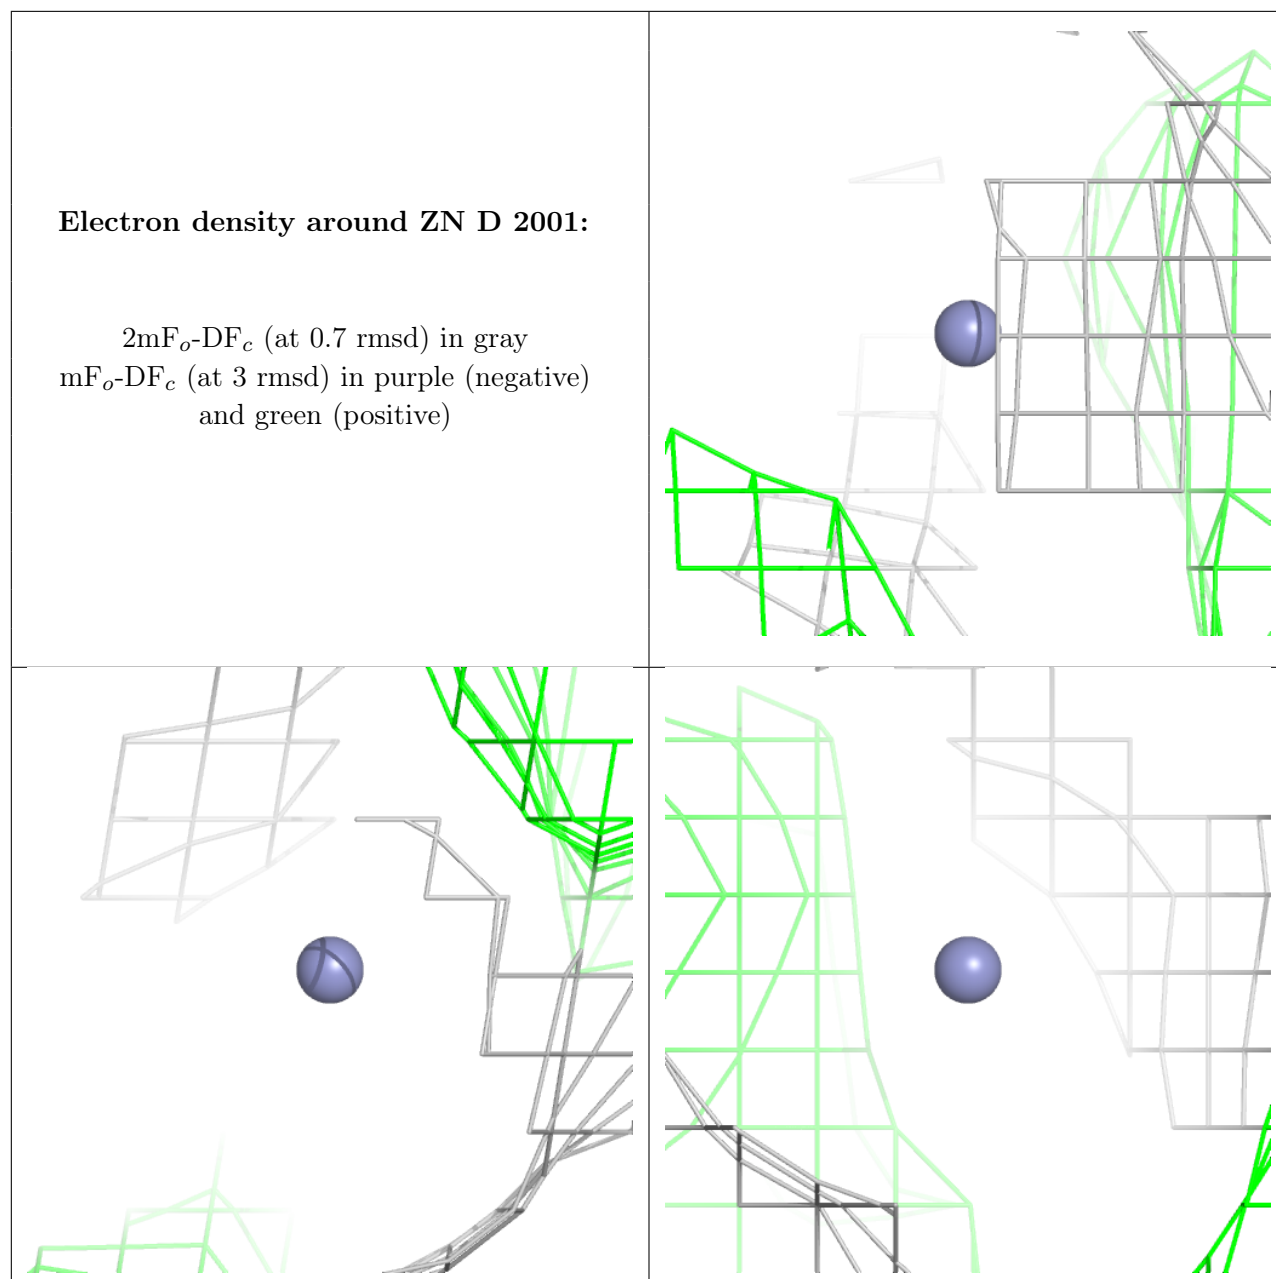 Electron density around ZN D 2001:
2mFo-DFc (at 0.7 rmsd) in gray
mFo-DFc (at 3 rmsd) in purple (negative)
and green (positive)